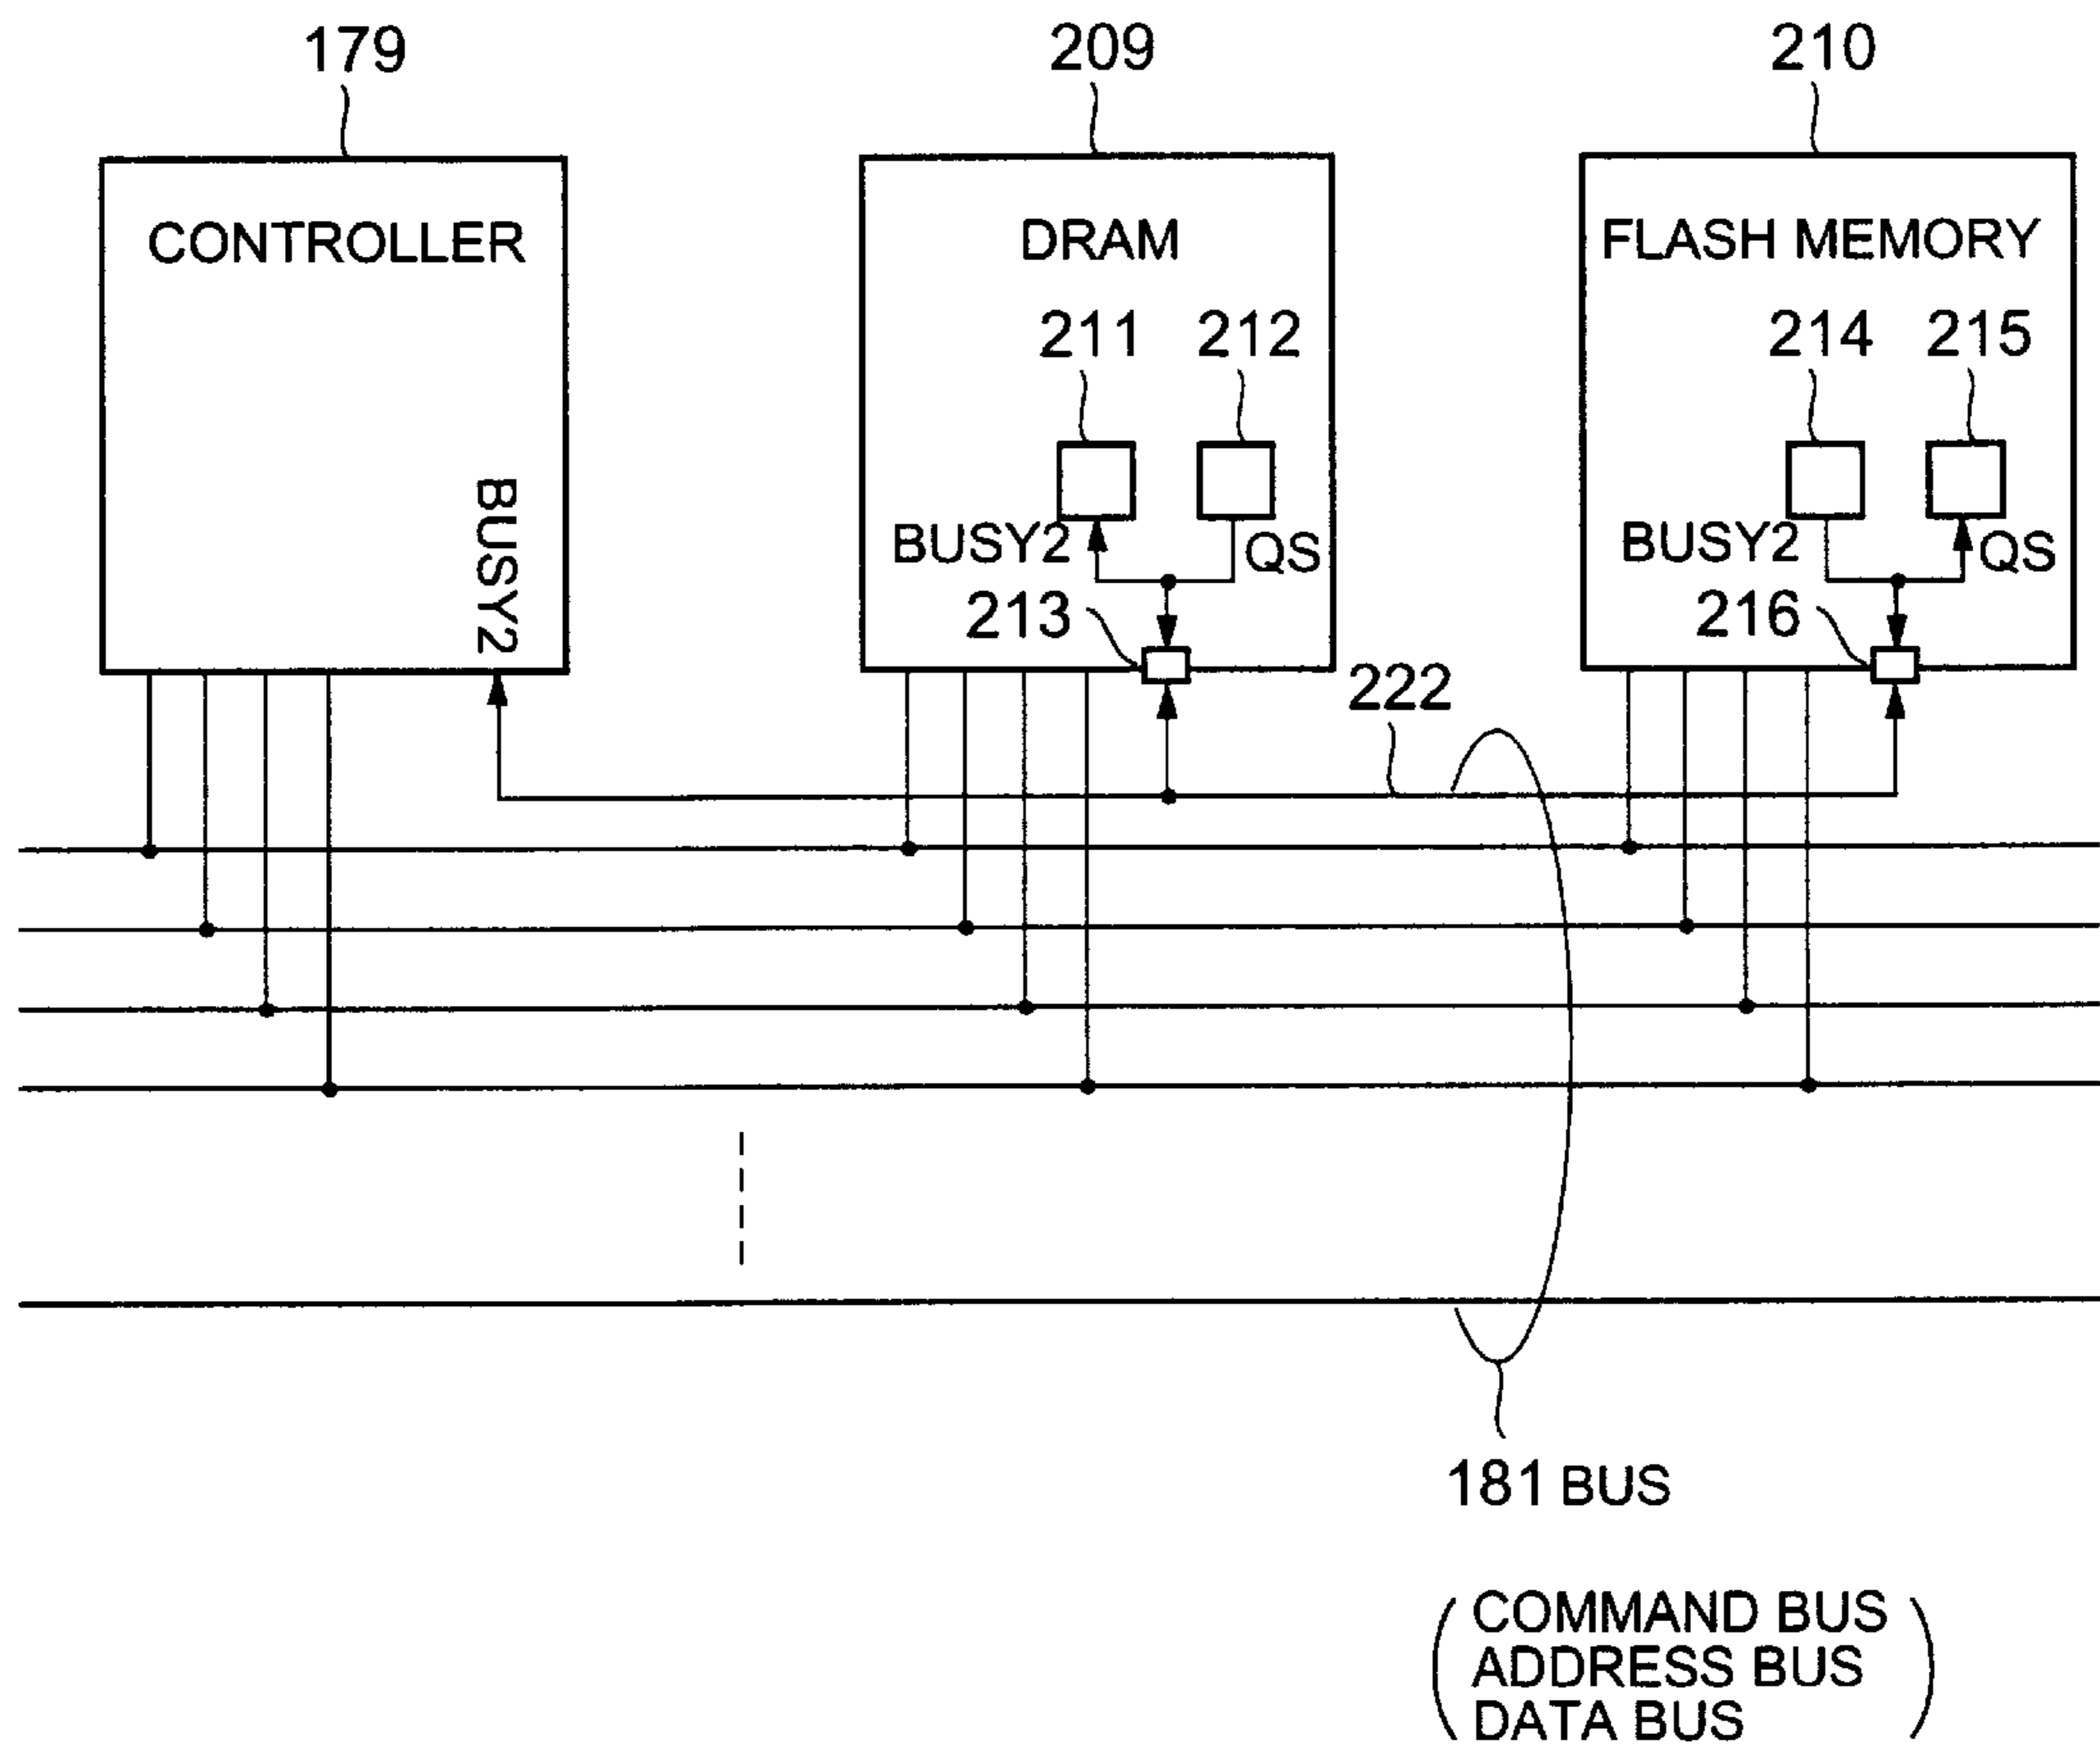 179
209
210
CONTROLLER
DRAM
FLASH MEMORY
211
212
214
215
BUSY2
BUSY2
QS
BUSY2
QS
213
216
222
181 BUS
COMMAND BUS
ADDRESS BUS
DATA BUS